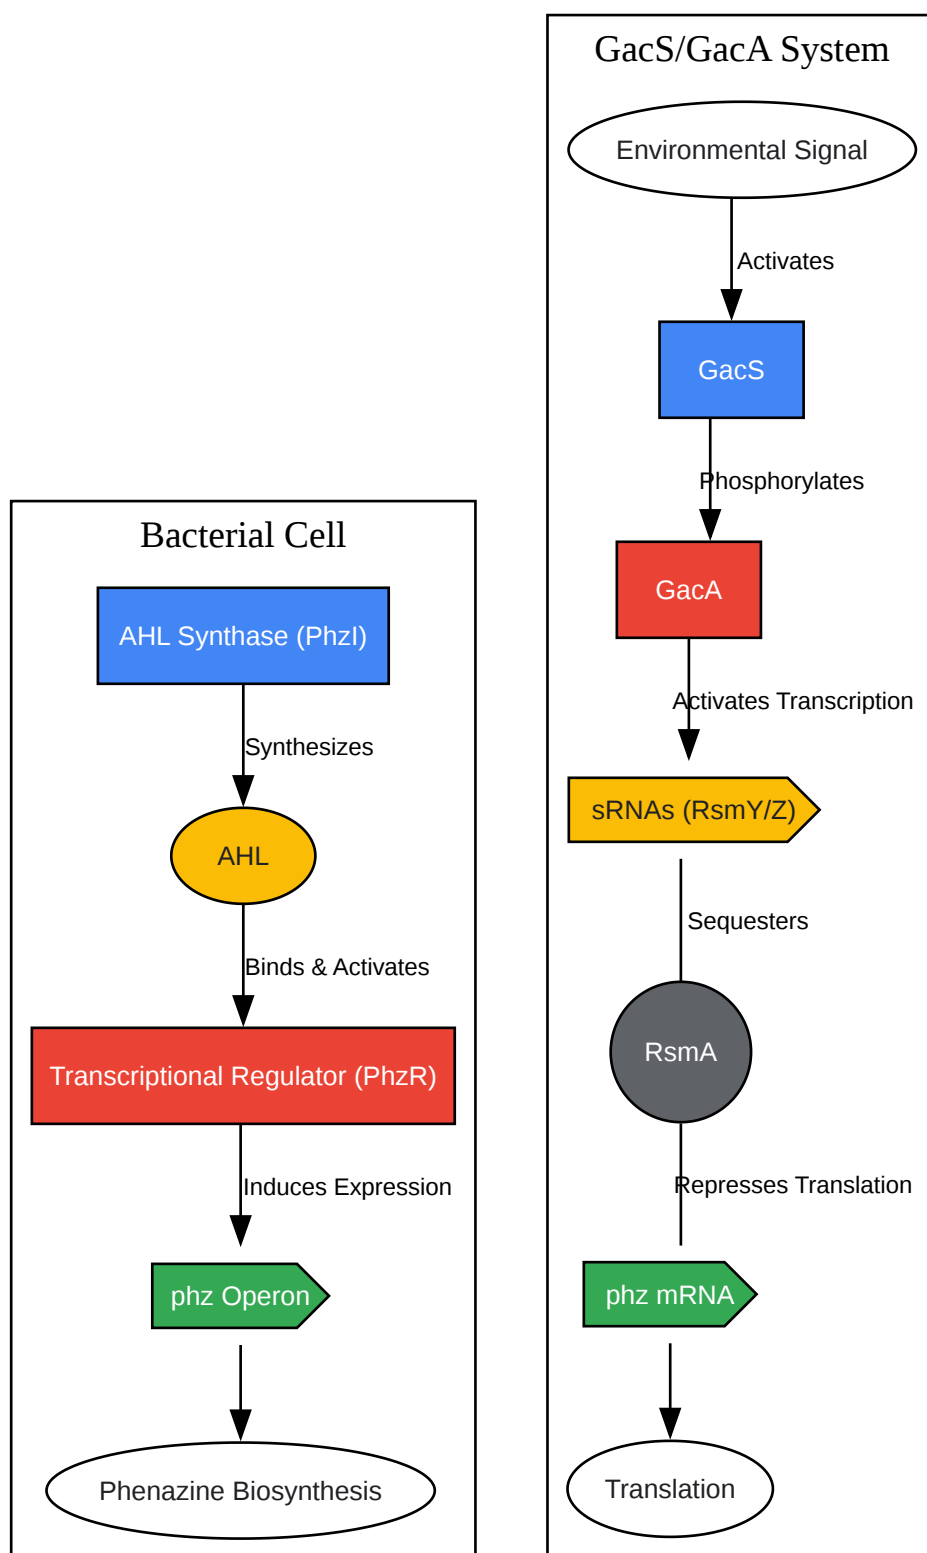 Bacterial Cell
AHL Synthase (PhzI)
Synthesizes
AHL
Binds & Activates
Transcriptional Regulator (PhzR)
Induces Expression
phz Operon
Phenazine Biosynthesis
GacS/GacA System
Environmental Signal
Activates
GacS
Phosphorylates
GacA
Activates Transcription
sRNAs (RsmY/Z)
Sequesters
RsmA
Represses Translation
phz mRNA
Translation